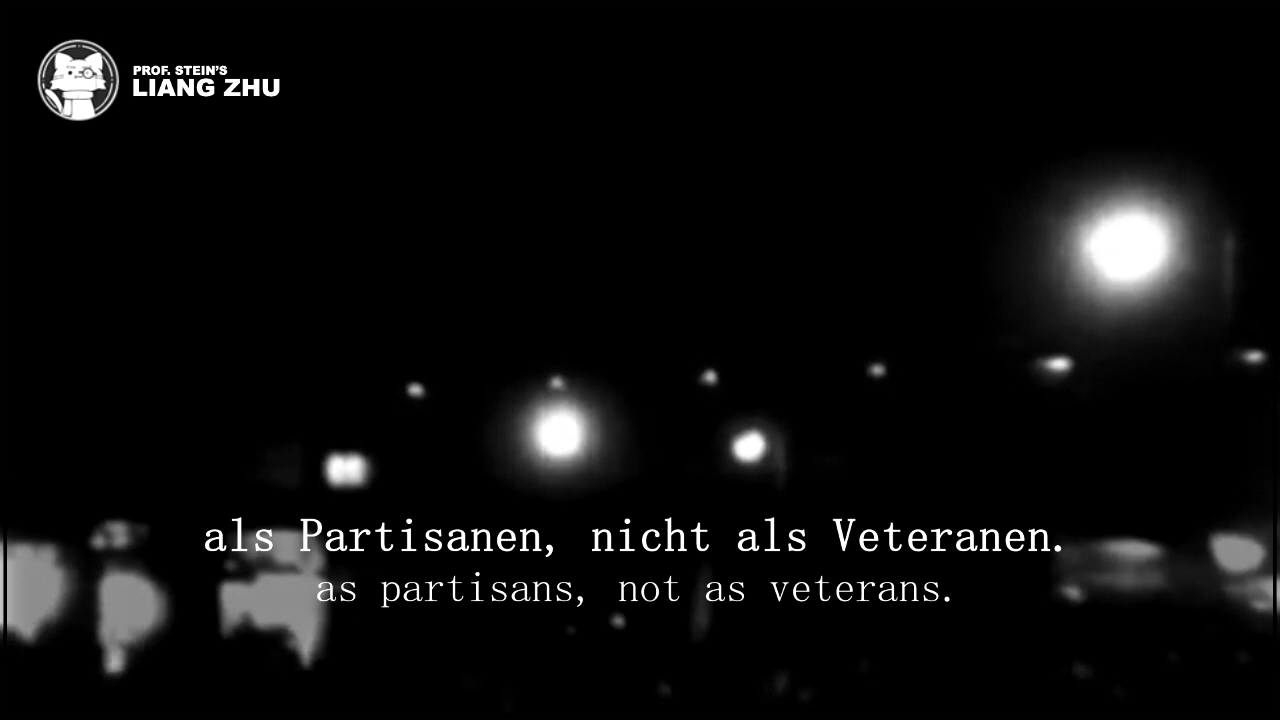 PROF. STEIN'S
LIANG ZHU
als Partisanen, nicht als Veteranen.
as partisans, not as veterans.